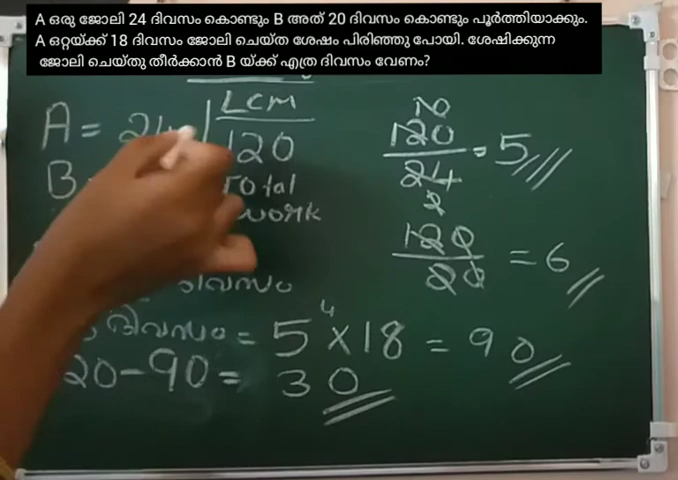 A ഒരു ജോലി 24 ദിവസം കൊണ്ടും B അത് 20 ദിവസം കൊണ്ടും പൂർത്തിയാക്കും.
A ഒറ്റയ്ക്ക് 18 ദിവസം ജോലി ചെയ്ത ശേഷം പിരിഞ്ഞു പോയി. ശേഷിക്കുന്ന
ജോലി ചെയ്തു തീർക്കാൻ B യ്ക്ക് എത്ര ദിവസം വേണം?
LCM
A = 24
120
B
Total
work
120
24 = 5
120
20 = 6
ദിവസം
ദിവസം = 5 × 18 = 90
20 - 90 = 30